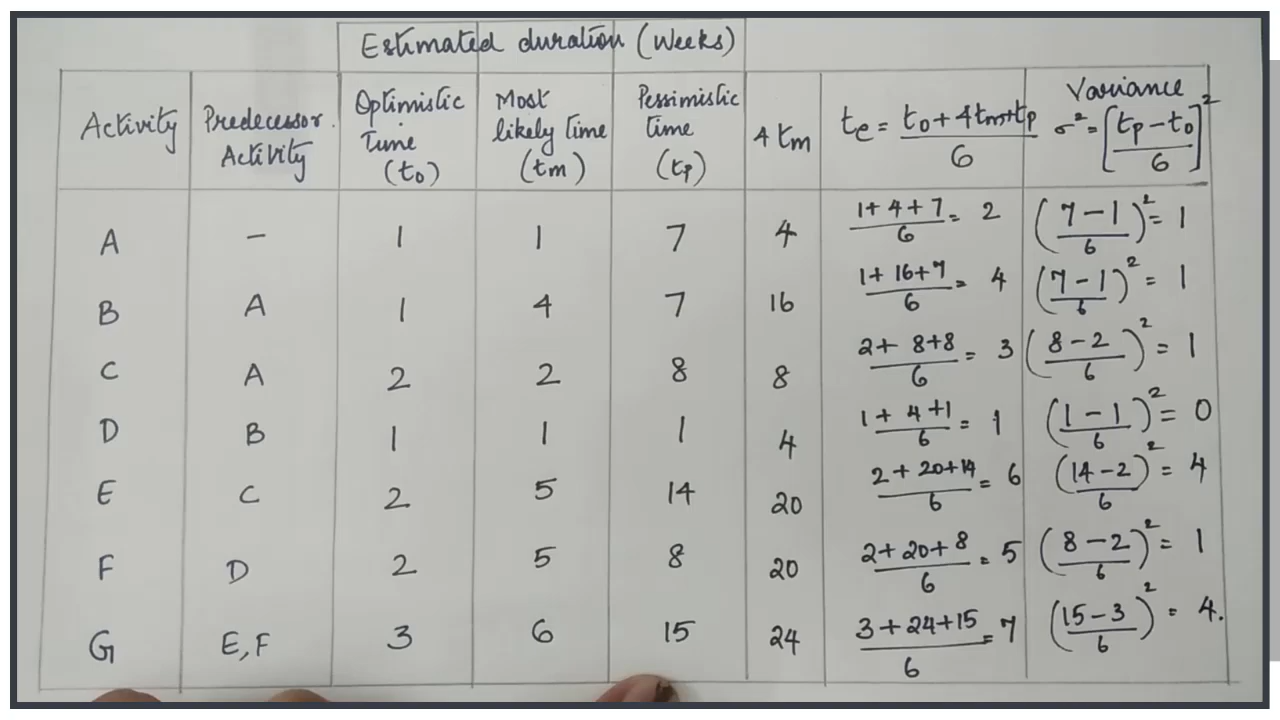 Estimated duration (Weeks)
Activity | Predecessor Activity | Optimistic Time (to) | Most likely time (tm) | Pessimistic time (tp) | 4 tm | te = (to + 4tm + tp) / 6 | Variance σ² = [(tp - to) / 6]²
A | - | 1 | 1 | 7 | 4 | (1 + 4 + 7) / 6 = 2 | ((7 - 1) / 6)² = 1
B | A | 1 | 4 | 7 | 16 | (1 + 16 + 7) / 6 = 4 | ((7 - 1) / 6)² = 1
C | A | 2 | 2 | 8 | 8 | (2 + 8 + 8) / 6 = 3 | ((8 - 2) / 6)² = 1
D | B | 1 | 1 | 1 | 4 | (1 + 4 + 1) / 6 = 1 | ((1 - 1) / 6)² = 0
E | C | 2 | 5 | 14 | 20 | (2 + 20 + 14) / 6 = 6 | ((14 - 2) / 6)² = 4
F | D | 2 | 5 | 8 | 20 | (2 + 20 + 8) / 6 = 5 | ((8 - 2) / 6)² = 1
G | E, F | 3 | 6 | 15 | 24 | (3 + 24 + 15) / 6 = 7 | ((15 - 3) / 6)² = 4.